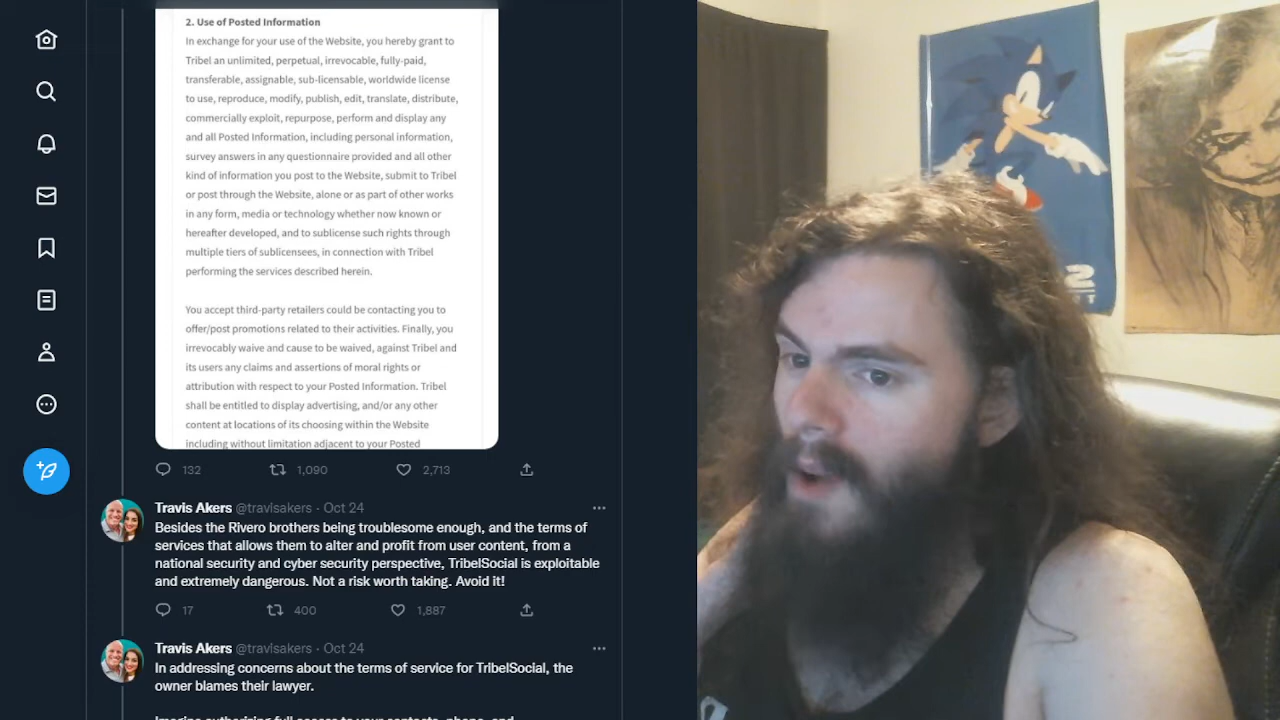 2. Use of Posted Information
In exchange for your use of the Website, you hereby grant to
Tribel an unlimited, perpetual, irrevocable, fully-paid,
transferable, assignable, sub-licensable, worldwide license
to use, reproduce, modify, publish, edit, translate, distribute,
commercially exploit, repurpose, perform and display any
and all Posted Information, including personal information,
survey answers in any questionnaire provided and all other
kind of information you post to the Website, submit to Tribel
or post through the Website, alone or as part of other works
in any form, media or technology whether now known or
hereafter developed, and to sublicense such rights through
multiple tiers of sublicensees, in connection with Tribel
performing the services described herein.
You accept third-party retailers could be contacting you to
offer/post promotions related to their activities. Finally, you
irrevocably waive and cause to be waived, against Tribel and
its users any claims and assertions of moral rights or
attribution with respect to your Posted Information. Tribel
shall be entitled to display advertising, and/or any other
content at locations of its choosing within the Website
including without limitation adjacent to your Posted
132 1,090 2,713
Travis Akers @travisakers · Oct 24
Besides the Rivero brothers being troublesome enough, and the terms of
services that allows them to alter and profit from user content, from a
national security and cyber security perspective, TribelSocial is exploitable
and extremely dangerous. Not a risk worth taking. Avoid it!
17 400 1,887
Travis Akers @travisakers · Oct 24
In addressing concerns about the terms of service for TribelSocial, the
owner blames their lawyer.
Imagine authorizing full access to your contacts, phone, and
2